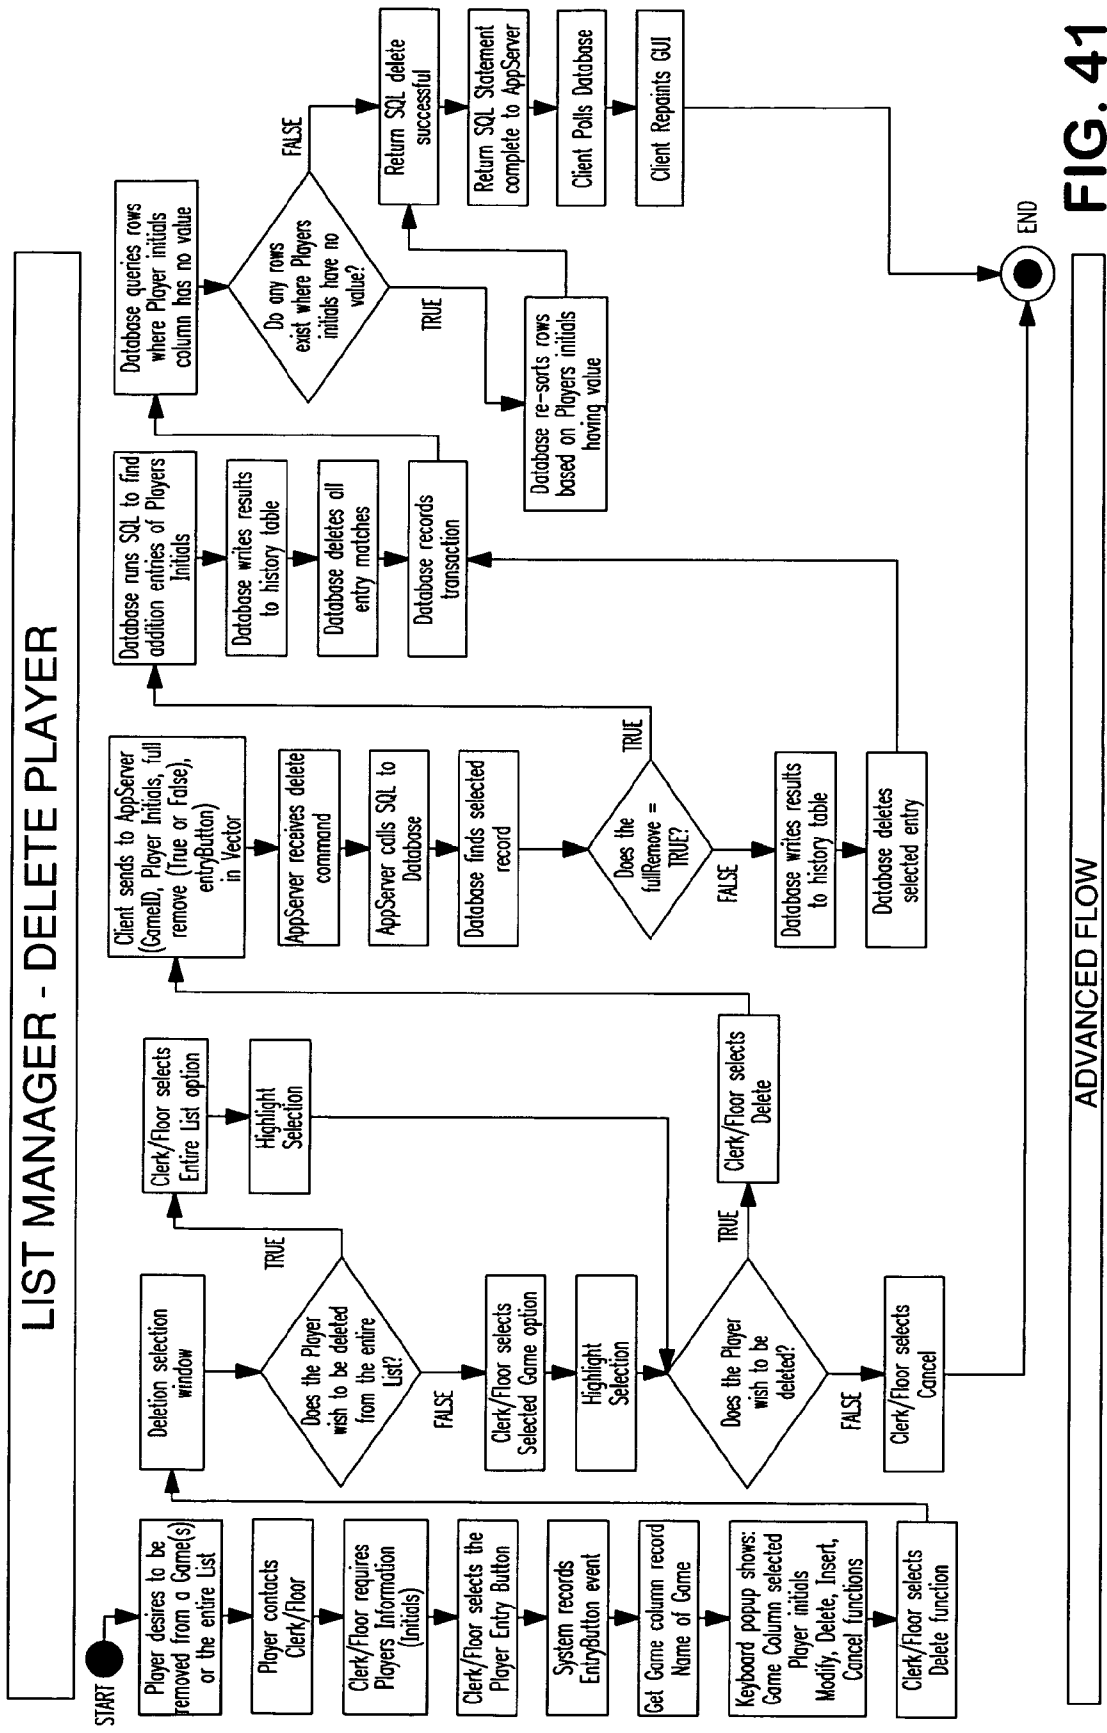 LIST MANAGER - DELETE PLAYER
START
Player desires to be
removed from a Game(s)
or the entire List
Player contacts
Clerk/Floor
Clerk/Floor requires
Players Information
(Initials)
Clerk/Floor selects the
Player Entry Button
System records
EntryButton event
Get Game column record
Name of Game
Keyboard popup shows:
Game Column selected
Player initials
Modify, Delete, Insert,
Cancel functions
Clerk/Floor selects
Delete function
Deletion selection
window
Does the Player
wish to be deleted
from the entire
List?
TRUE
FALSE
Clerk/Floor selects
Entire List option
Highlight
Selection
Clerk/Floor selects
Selected Game option
Highlight
Selection
Does the Player
wish to be
deleted?
TRUE
FALSE
Clerk/Floor selects
Delete
Clerk/Floor selects
Cancel
Client sends to AppServer
(GameID, Player Initials, full
remove (True or False),
entryButton)
in Vector
AppServer receives delete
command
AppServer calls SQL to
Database
Database finds selected
record
Does the
fullRemove =
TRUE?
TRUE
FALSE
Database writes results
to history table
Database deletes
selected entry
Database runs SQL to find
addition entries of Players
Initials
Database writes results
to history table
Database deletes all
entry matches
Database records
transaction
Database queries rows
where Player initials
column has no value
Do any rows
exist where Players
initials have no
value?
FALSE
TRUE
Database re-sorts rows
based on Players initials
having value
Return SQL delete
successful
Return SQL Statement
complete to AppServer
Client Polls Database
Client Repaints GUI
END
ADVANCED FLOW
FIG. 41